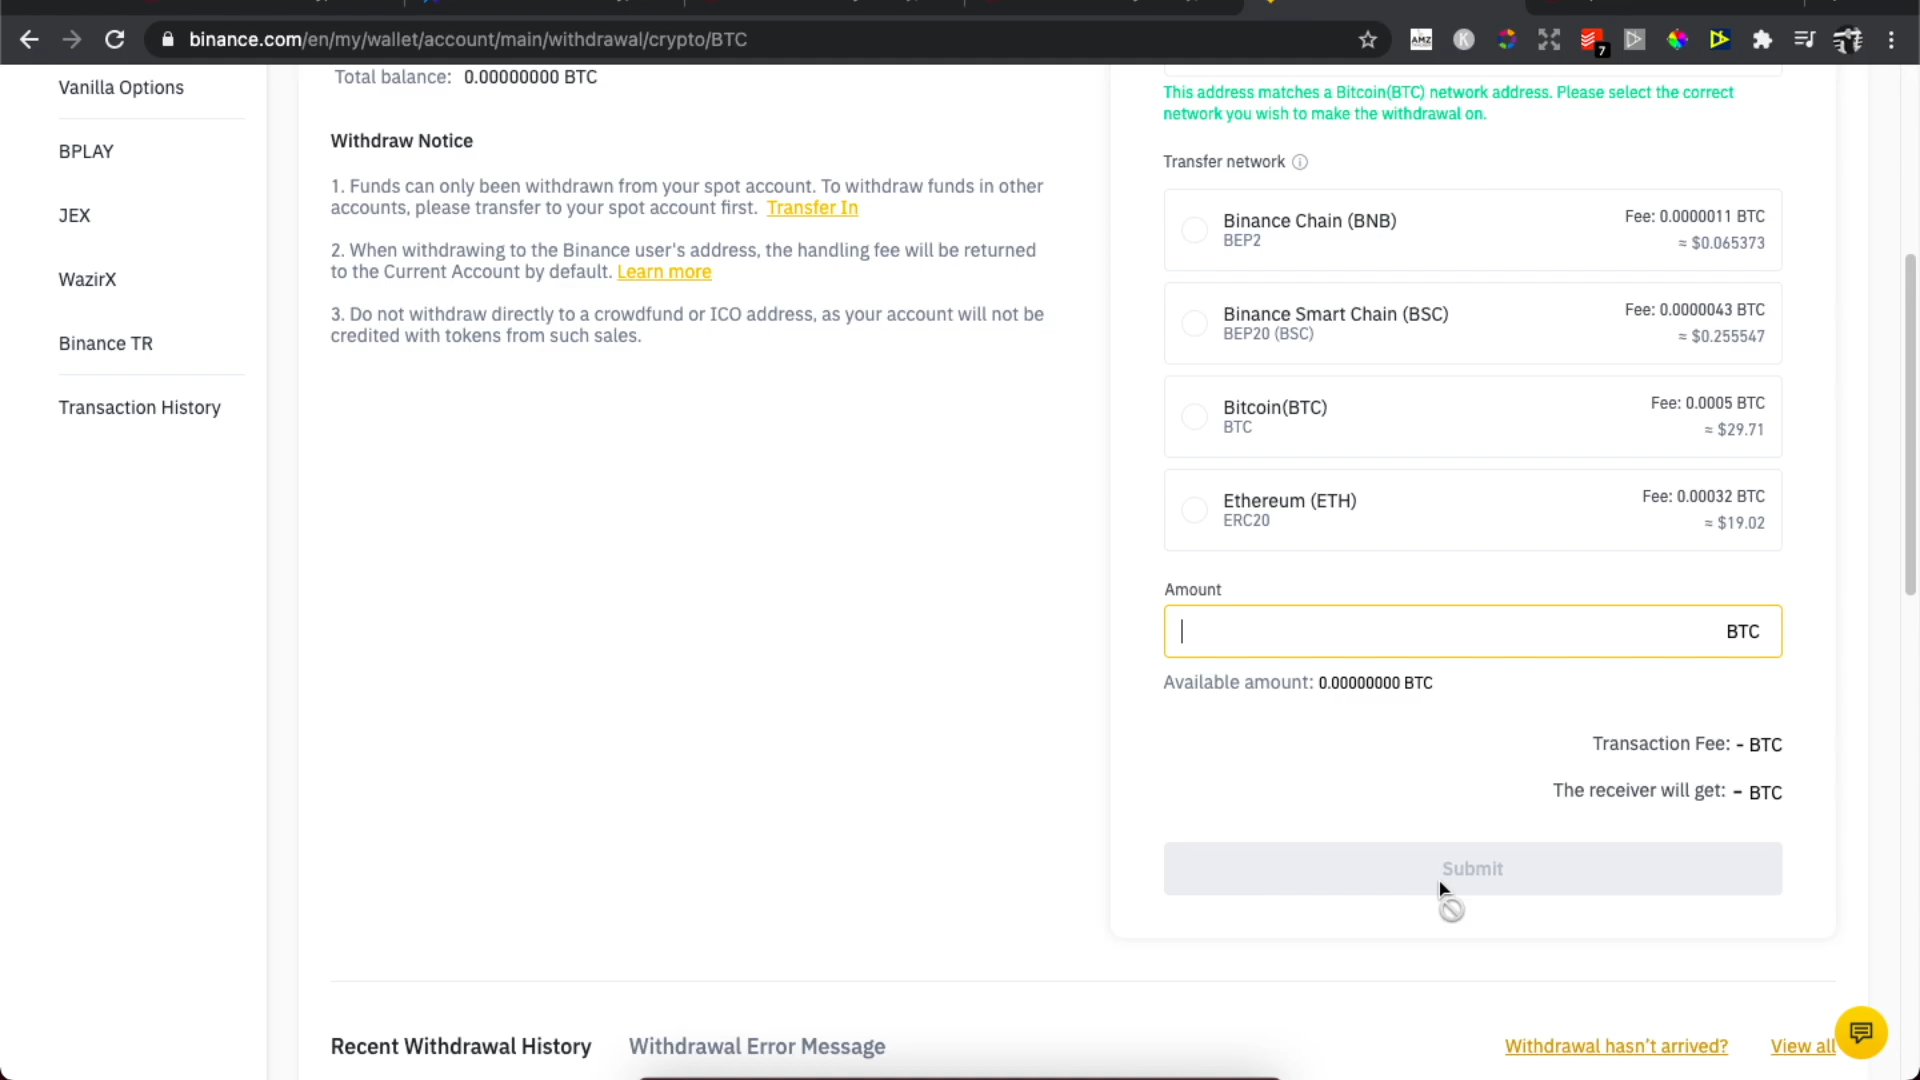 binance.com/en/my/wallet/account/main/withdrawal/crypto/BTC
AMZ
K
7
Vanilla Options
BPLAY
JEX
WazirX
Binance TR
Transaction History
Total balance: 0.00000000 BTC
Withdraw Notice
1. Funds can only been withdrawn from your spot account. To withdraw funds in other
accounts, please transfer to your spot account first. Transfer In
2. When withdrawing to the Binance user's address, the handling fee will be returned
to the Current Account by default. Learn more
3. Do not withdraw directly to a crowdfund or ICO address, as your account will not be
credited with tokens from such sales.
This address matches a Bitcoin(BTC) network address. Please select the correct
network you wish to make the withdrawal on.
Transfer network
Binance Chain (BNB) Fee: 0.0000011 BTC
BEP2 ≈ $0.065373
Binance Smart Chain (BSC) Fee: 0.0000043 BTC
BEP20 (BSC) ≈ $0.255547
Bitcoin(BTC) Fee: 0.0005 BTC
BTC ≈ $29.71
Ethereum (ETH) Fee: 0.00032 BTC
ERC20 ≈ $19.02
Amount
BTC
Available amount: 0.00000000 BTC
Transaction Fee: - BTC
The receiver will get: - BTC
Submit
Recent Withdrawal History Withdrawal Error Message Withdrawal hasn't arrived? View all